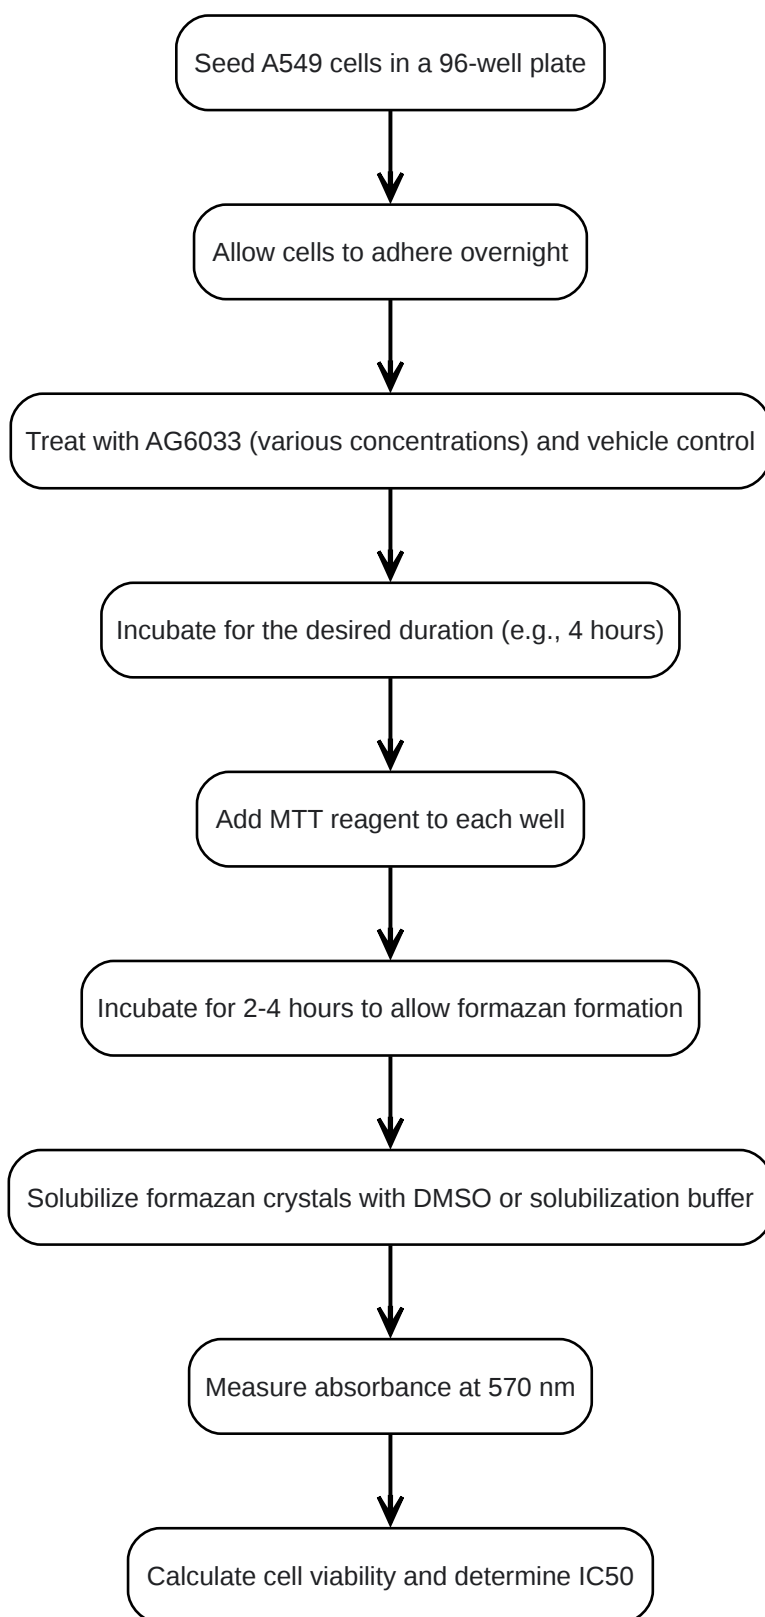 Seed A549 cells in a 96-well plate
Allow cells to adhere overnight
Treat with AG6033 (various concentrations) and vehicle control
Incubate for the desired duration (e.g., 4 hours)
Add MTT reagent to each well
Incubate for 2-4 hours to allow formazan formation
Solubilize formazan crystals with DMSO or solubilization buffer
Measure absorbance at 570 nm
Calculate cell viability and determine IC50